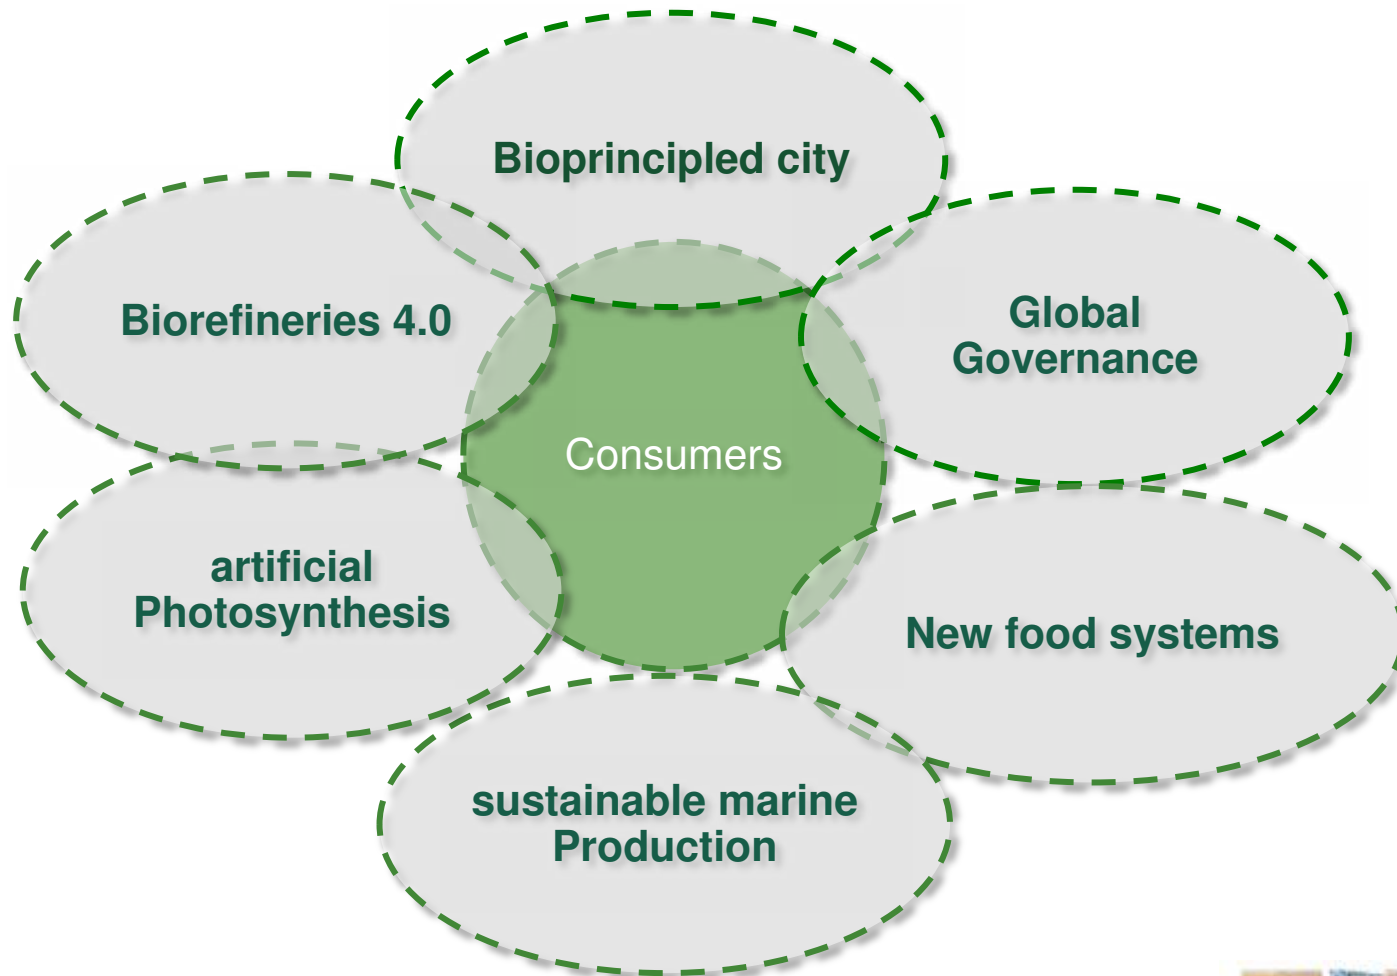 Bioprincipled city
Biorefineries 4.0
Global
Governance
Consumers
artificial
Photosynthesis
New food systems
sustainable marine
Production